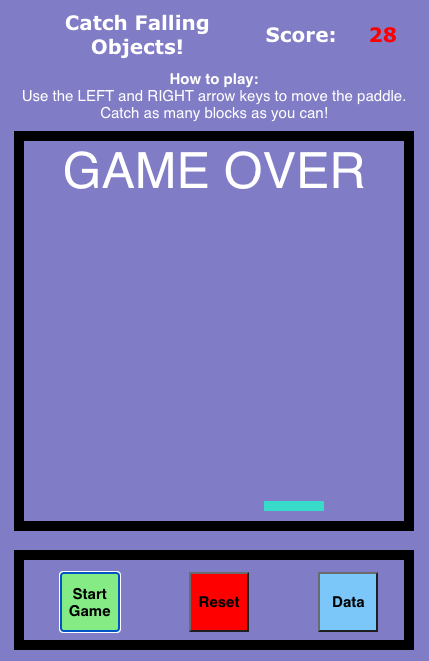 Catch Falling
Objects!
Score: 28
How to play:
Use the LEFT and RIGHT arrow keys to move the paddle.
Catch as many blocks as you can!
GAME OVER
Start
Game
Reset
Data